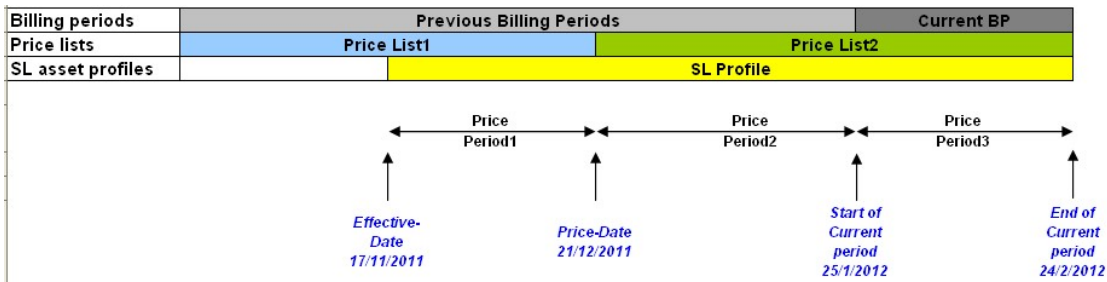 Billing periods Previous Billing Periods Current BP
Price lists Price List1 Price List2
SL asset profiles SL Profile
Price Price Price
Period1 Period2 Period3
Effective-
Date
17/11/2011
Price-Date
21/12/2011
Start of
Current
period
25/1/2012
End of
Current
period
24/2/2012